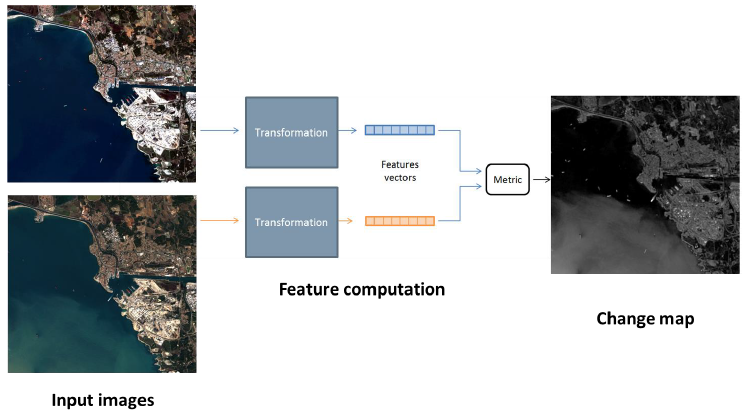 Transformation
Features
vectors
Metric
Transformation
Feature computation
Change map
Input images